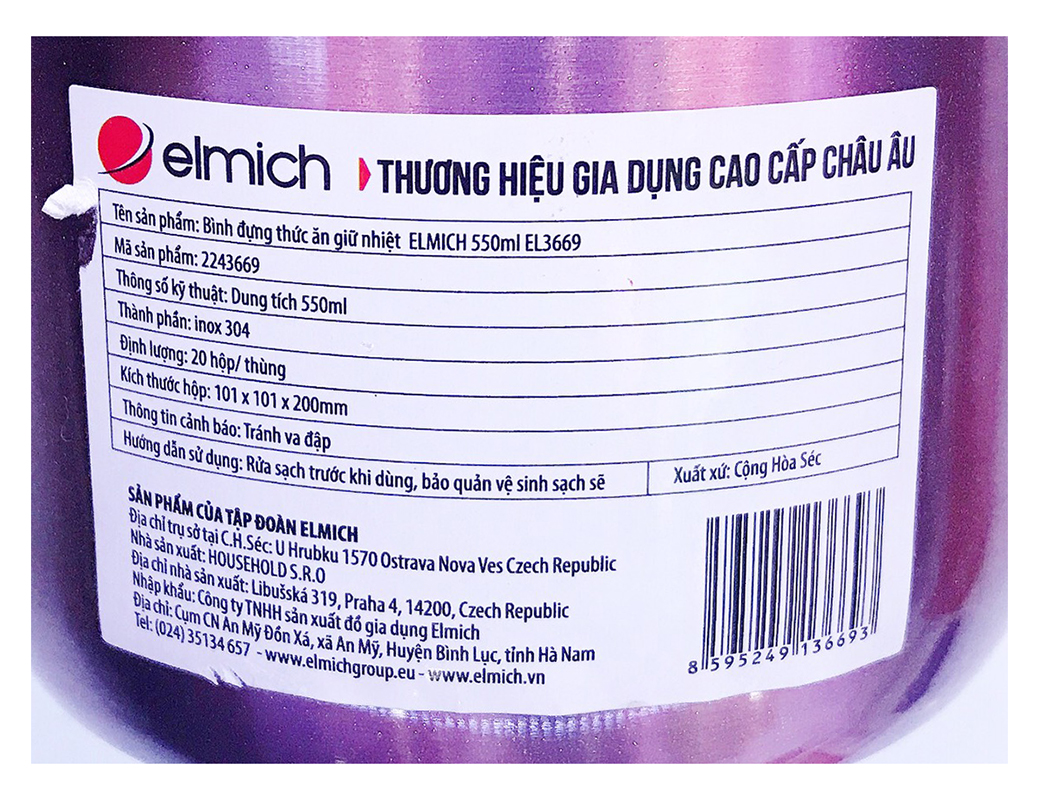 elmich THƯƠNG HIỆU GIA DỤNG CAO CẤP CHÂU ÂU
Tên sản phẩm: Bình đựng thức ăn giữ nhiệt ELMICH 550ml EL3669
Mã sản phẩm: 2243669
Thông số kỹ thuật: Dung tích 550ml
Thành phần: inox 304
Định lượng: 20 hộp/ thùng
Kích thước hộp: 101 x 101 x 200mm
Thông tin cảnh báo: Tránh va đập
Hướng dẫn sử dụng: Rửa sạch trước khi dùng, bảo quản vệ sinh sạch sẽ
Xuất xứ: Cộng Hòa Séc
SẢN PHẨM CỦA TẬP ĐOÀN ELMICH
Địa chỉ trụ sở tại C.H.Séc: U Hrubku 1570 Ostrava Nova Ves Czech Republic
Nhà sản xuất: HOUSEHOLD S.R.O
Địa chỉ nhà sản xuất: Libušská 319, Praha 4, 14200, Czech Republic
Nhập khẩu: Công ty TNHH sản xuất đồ gia dụng Elmich
Địa chỉ: Cụm CN An Mỹ Đồn Xá, xã An Mỹ, Huyện Bình Lục, tỉnh Hà Nam
Tel: (024) 35134 657 - www.elmichgroup.eu - www.elmich.vn
8 595249 136693